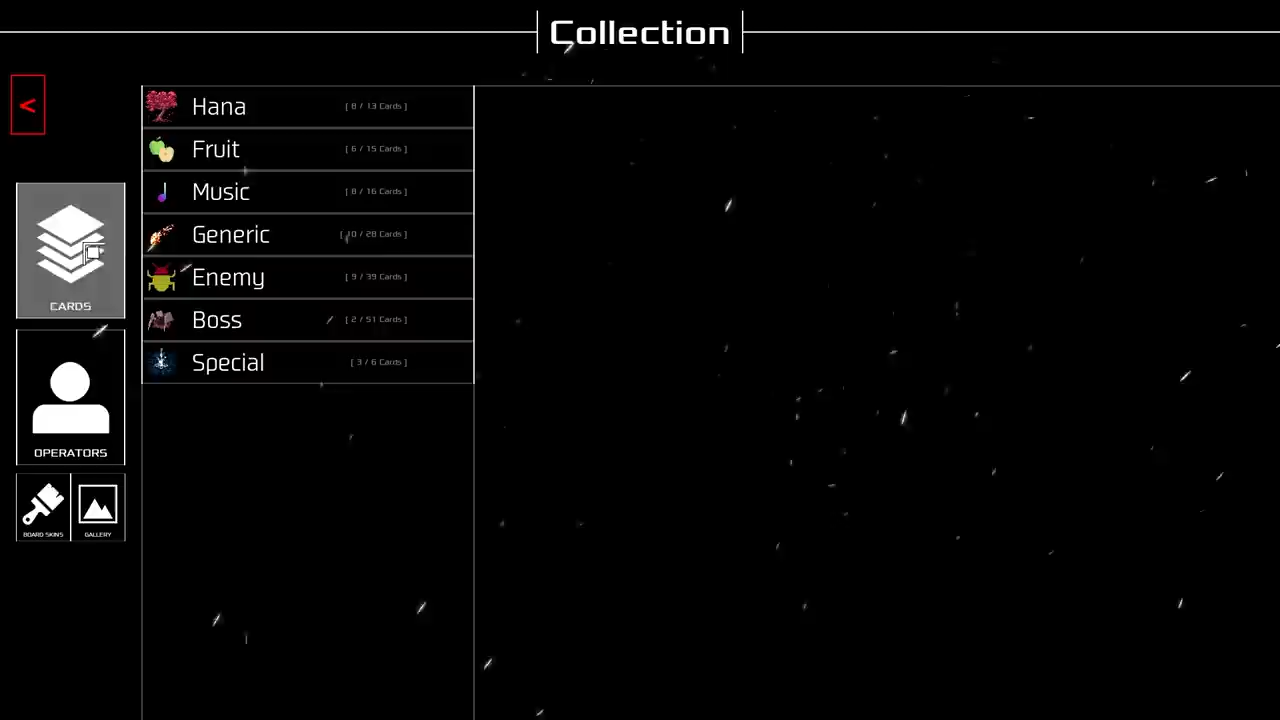 Collection
<
Hana [ 8 / 13 Cards ]
Fruit [ 6 / 15 Cards ]
Music [ 8 / 16 Cards ]
Generic [ 10 / 28 Cards ]
Enemy [ 9 / 39 Cards ]
Boss [ 2 / 51 Cards ]
Special [ 3 / 6 Cards ]
CARDS
OPERATORS
BOARD SKINS
GALLERY